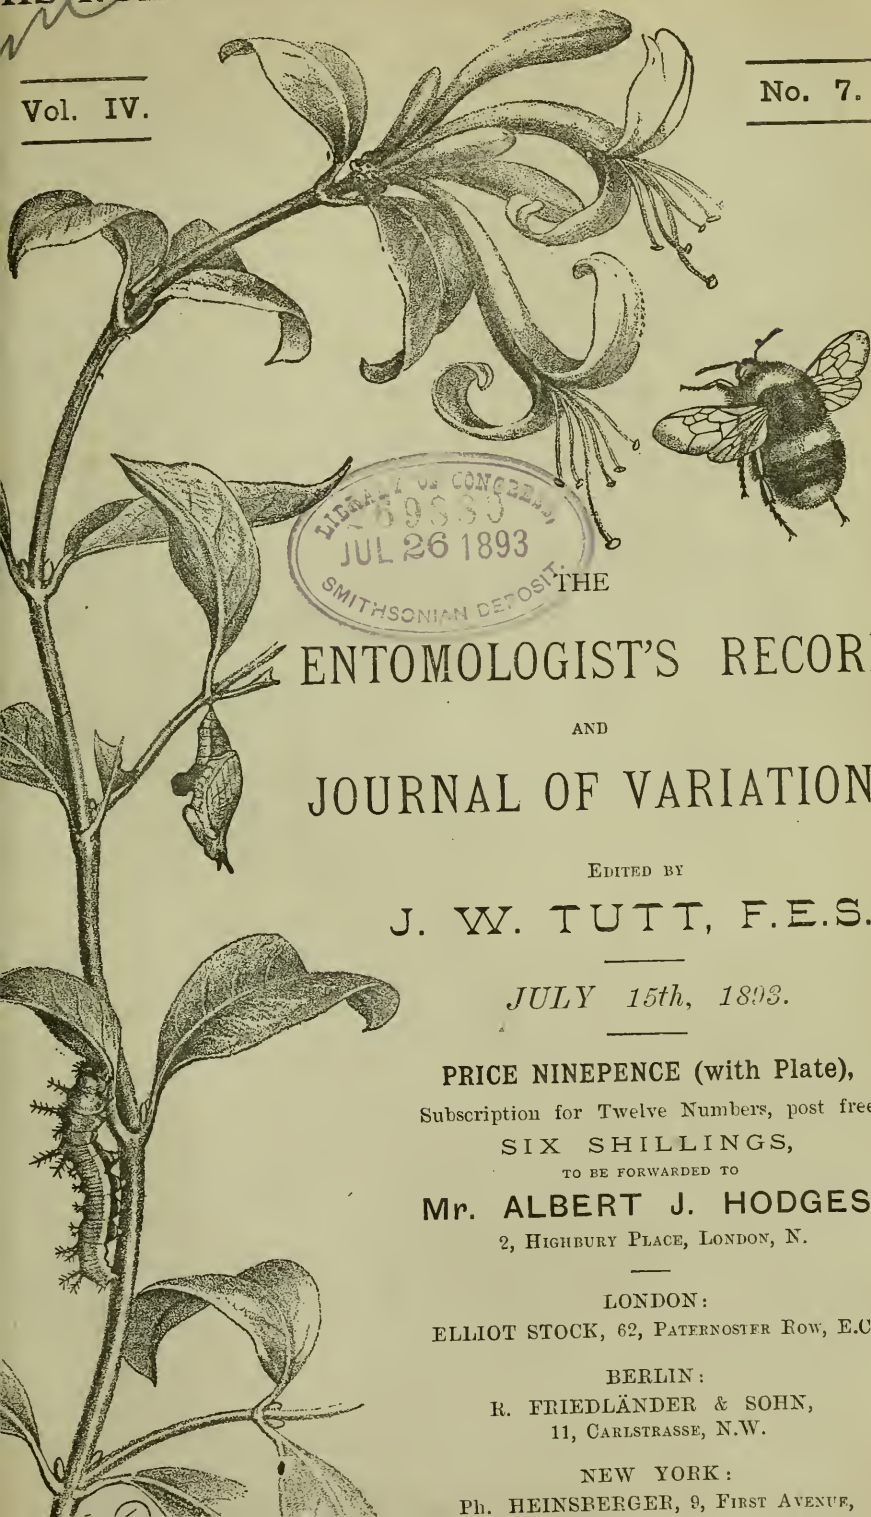 Vol. IV.
No. 7.
LIBRARY OF CONGRESS,
JUL 26 1893
SMITHSONIAN DEPOSIT.
THE
ENTOMOLOGIST'S RECOR
AND
JOURNAL OF VARIATION
EDITED BY
J. W. TUTT, F.E.S.
JULY 15th, 1893.
PRICE NINEPENCE (with Plate),
Subscription for Twelve Numbers, post free
SIX SHILLINGS,
TO BE FORWARDED TO
Mr. ALBERT J. HODGES
2, HIGHBURY PLACE, LONDON, N.
LONDON:
ELLIOT STOCK, 62, PATERNOSTER ROW, E.C
BERLIN:
R. FRIEDLÄNDER & SOHN,
11, CARLSTRASSE, N.W.
NEW YORK:
Ph. HEINSBERGER, 9, FIRST AVENUE,